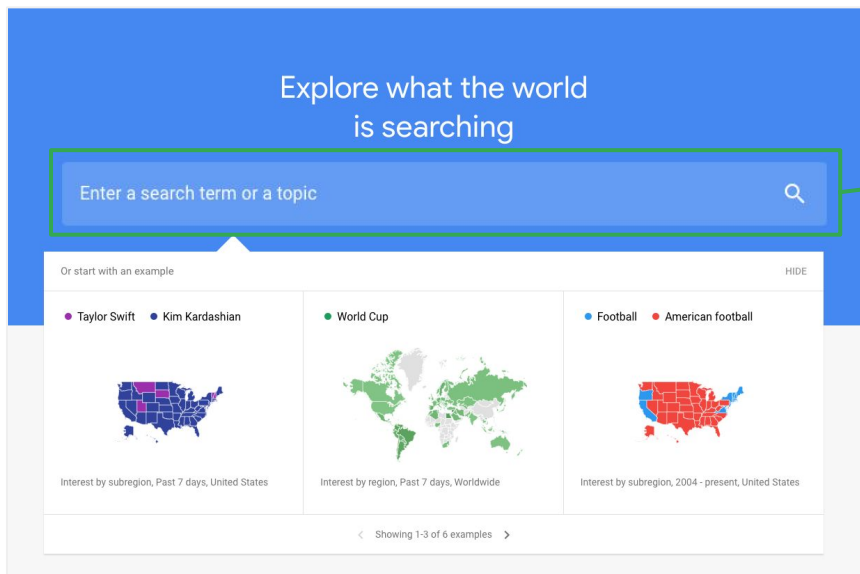 Explore what the world
is searching
Enter a search term or a topic
Or start with an example
HIDE
Taylor Swift Kim Kardashian
World Cup
Football American football
Interest by subregion, Past 7 days, United States
Interest by region, Past 7 days, Worldwide
Interest by subregion, 2004 - present, United States
Showing 1-3 of 6 examples